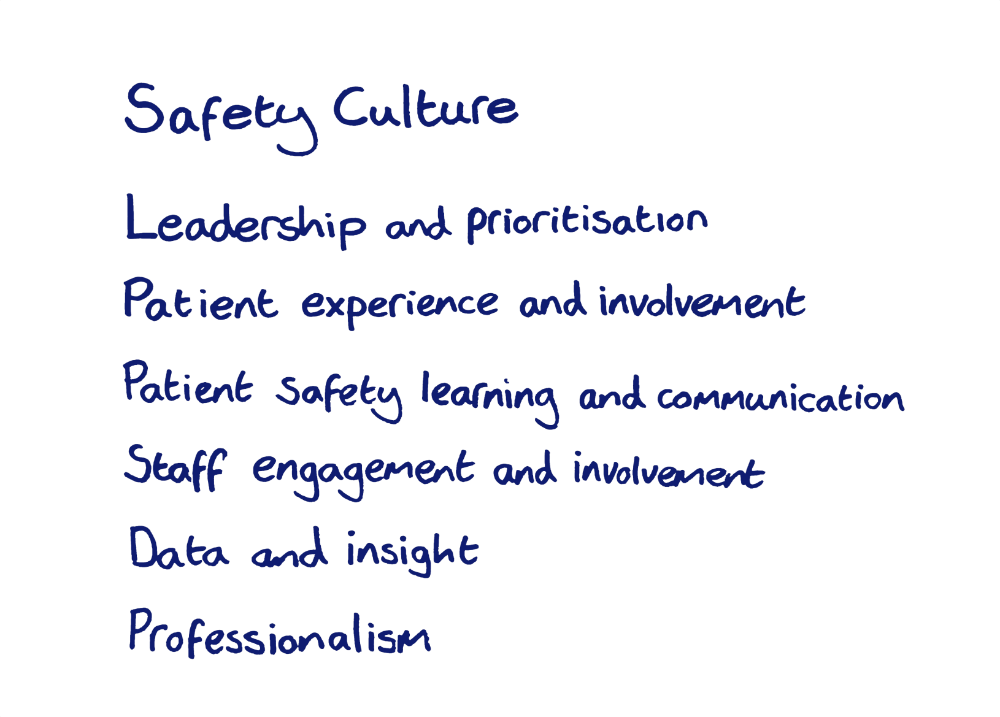 Safety Culture
Leadership and prioritisation
Patient experience and involvement
Patient safety learning and communication
Staff engagement and involvement
Data and insight
Professionalism